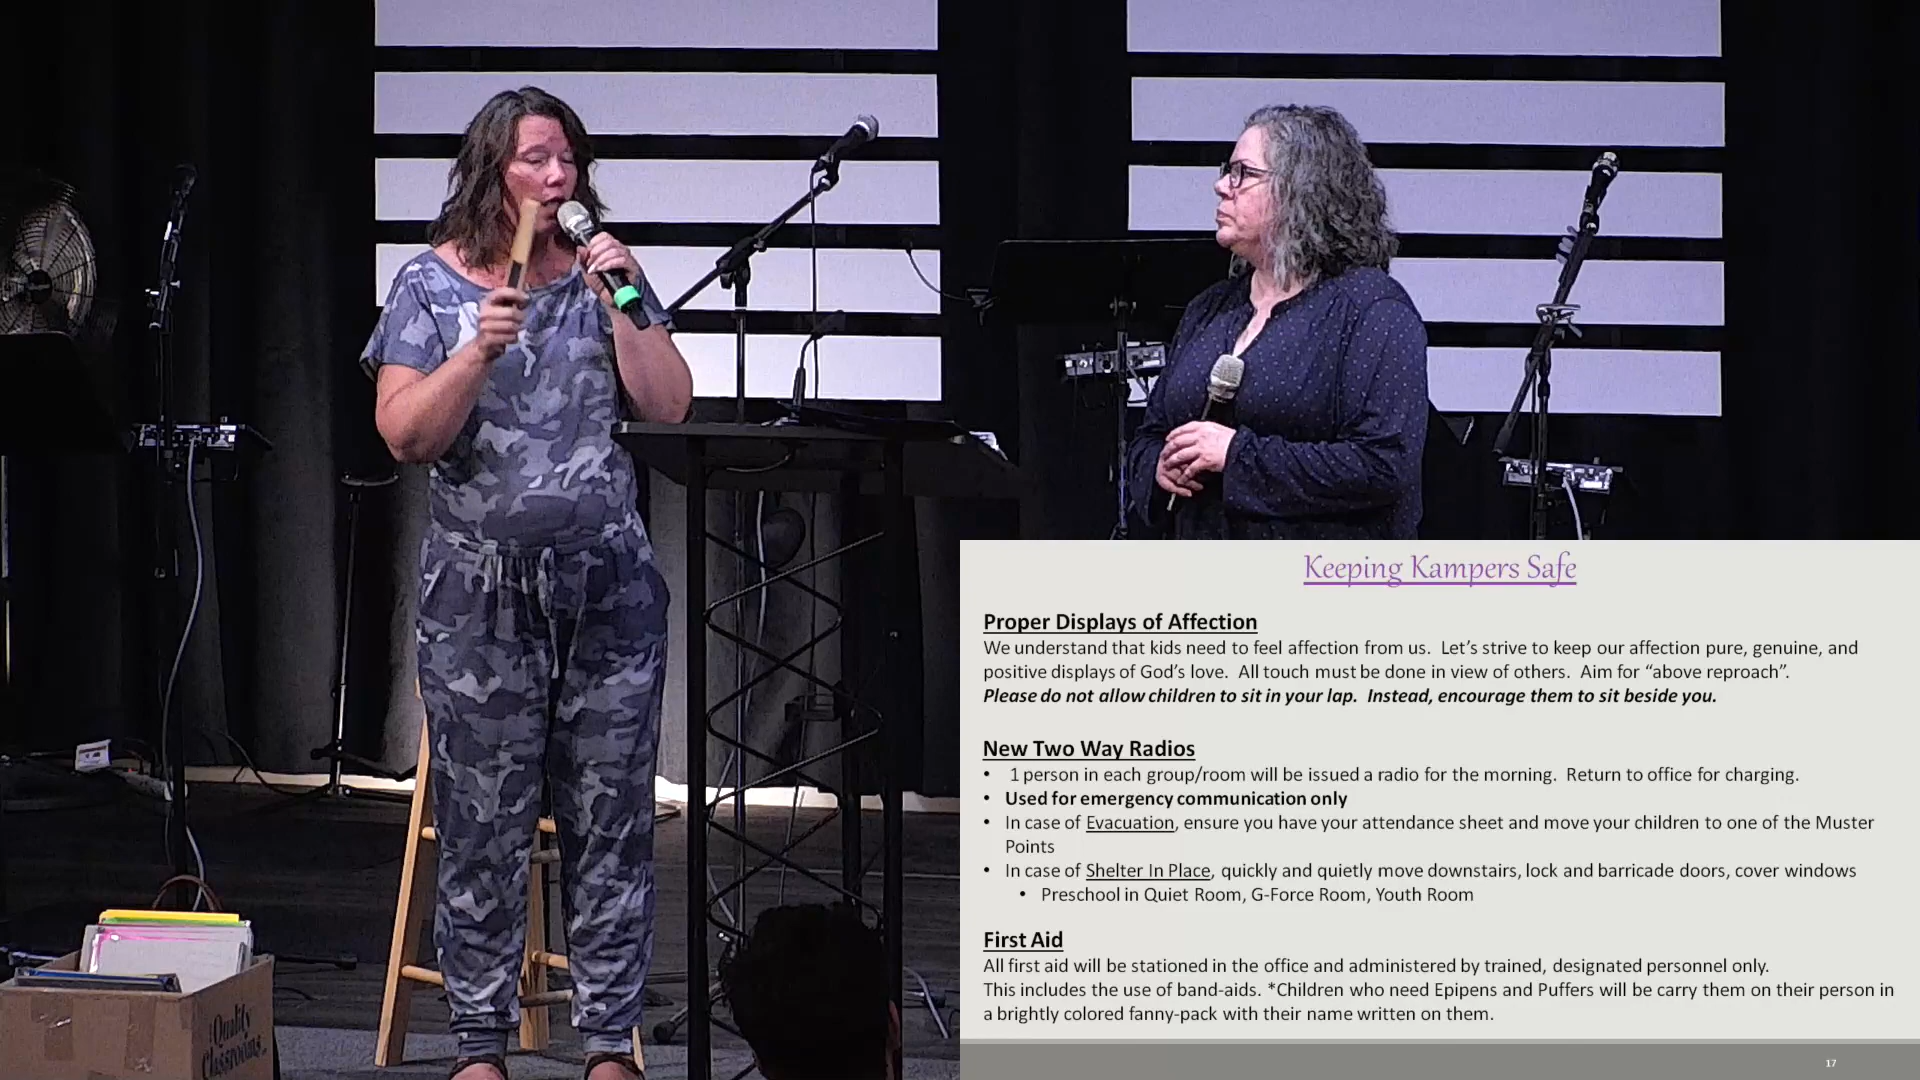 Keeping Kampers Safe
Proper Displays of Affection
We understand that kids need to feel affection from us.  Let's strive to keep our affection pure, genuine, and
positive displays of God's love.  All touch must be done in view of others.  Aim for “above reproach”.
Please do not allow children to sit in your lap.  Instead, encourage them to sit beside you.
New Two Way Radios
• 1 person in each group/room will be issued a radio for the morning.  Return to office for charging.
• Used for emergency communication only
• In case of Evacuation, ensure you have your attendance sheet and move your children to one of the Muster
Points
• In case of Shelter In Place, quickly and quietly move downstairs, lock and barricade doors, cover windows
• Preschool in Quiet Room, G-Force Room, Youth Room
First Aid
All first aid will be stationed in the office and administered by trained, designated personnel only.
This includes the use of band-aids. *Children who need Epipens and Puffers will be carry them on their person in
a brightly colored fanny-pack with their name written on them.
17
Quality
Classrooms